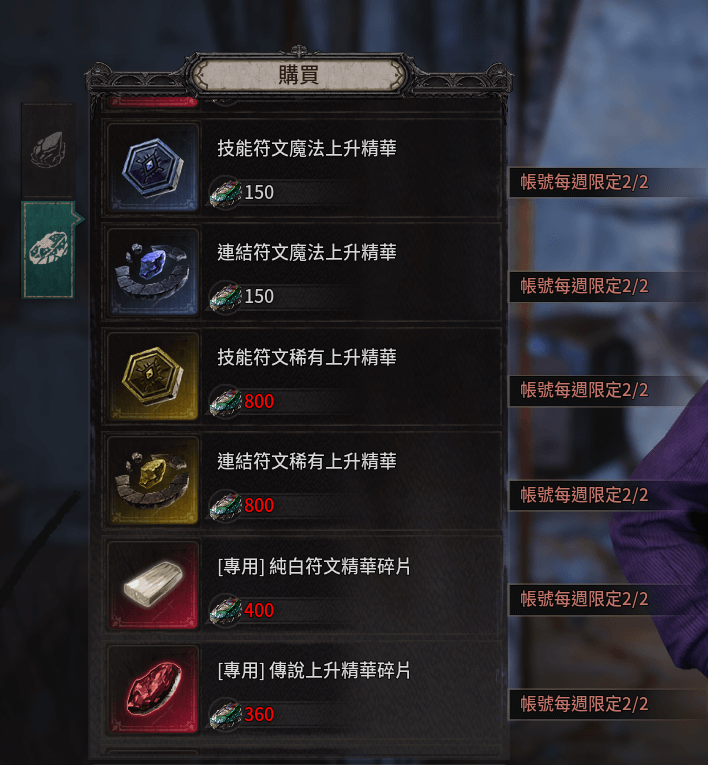 購買
技能符文魔法上升精華
150
帳號每週限定2/2
連結符文魔法上升精華
150
帳號每週限定2/2
技能符文稀有上升精華
800
帳號每週限定2/2
連結符文稀有上升精華
800
帳號每週限定2/2
[專用] 純白符文精華碎片
400
帳號每週限定2/2
[專用] 傳說上升精華碎片
360
帳號每週限定2/2